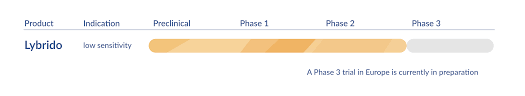 Product Indication Preclinical Phase 1 Phase 2 Phase 3
Lybrido low sensitivity
A Phase 3 trial in Europe is currently in preparation